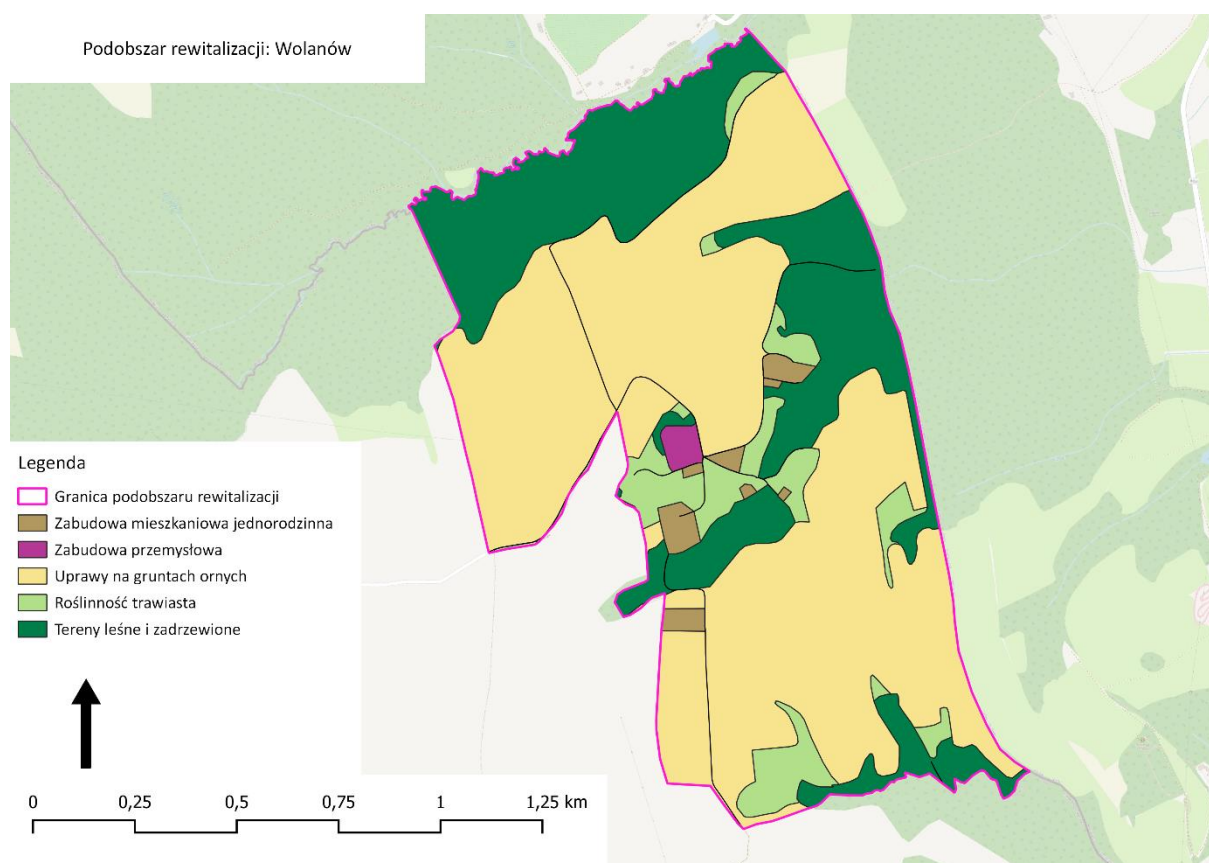 Podobszar rewitalizacji: Wolanów
Legenda
Granica podobszaru rewitalizacji
Zabudowa mieszkaniowa jednorodzinna
Zabudowa przemysłowa
Uprawy na gruntach ornych
Roślinność trawiasta
Tereny leśne i zadrzewione
0 0,25 0,5 0,75 1 1,25 km